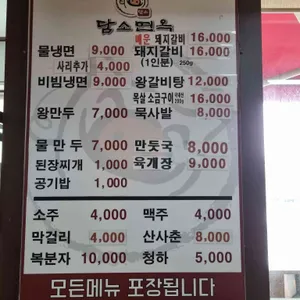 담소면옥
매운 돼지갈비 16,000
물냉면 9,000 돼지갈비 16,000
사리추가 4,000 (1인분) 250g
비빔냉면 9,000 왕갈비탕 12,000
목살 소금구이 16,000
왕만두 7,000 묵사발 8,000
물만두 7,000 만둣국 8,000
된장찌개 1,000 육개장 9,000
공기밥 1,000
소주 4,000 맥주 4,000
막걸리 4,000 산사춘 8,000
복분자 10,000 청하 5,000
모든메뉴 포장됩니다